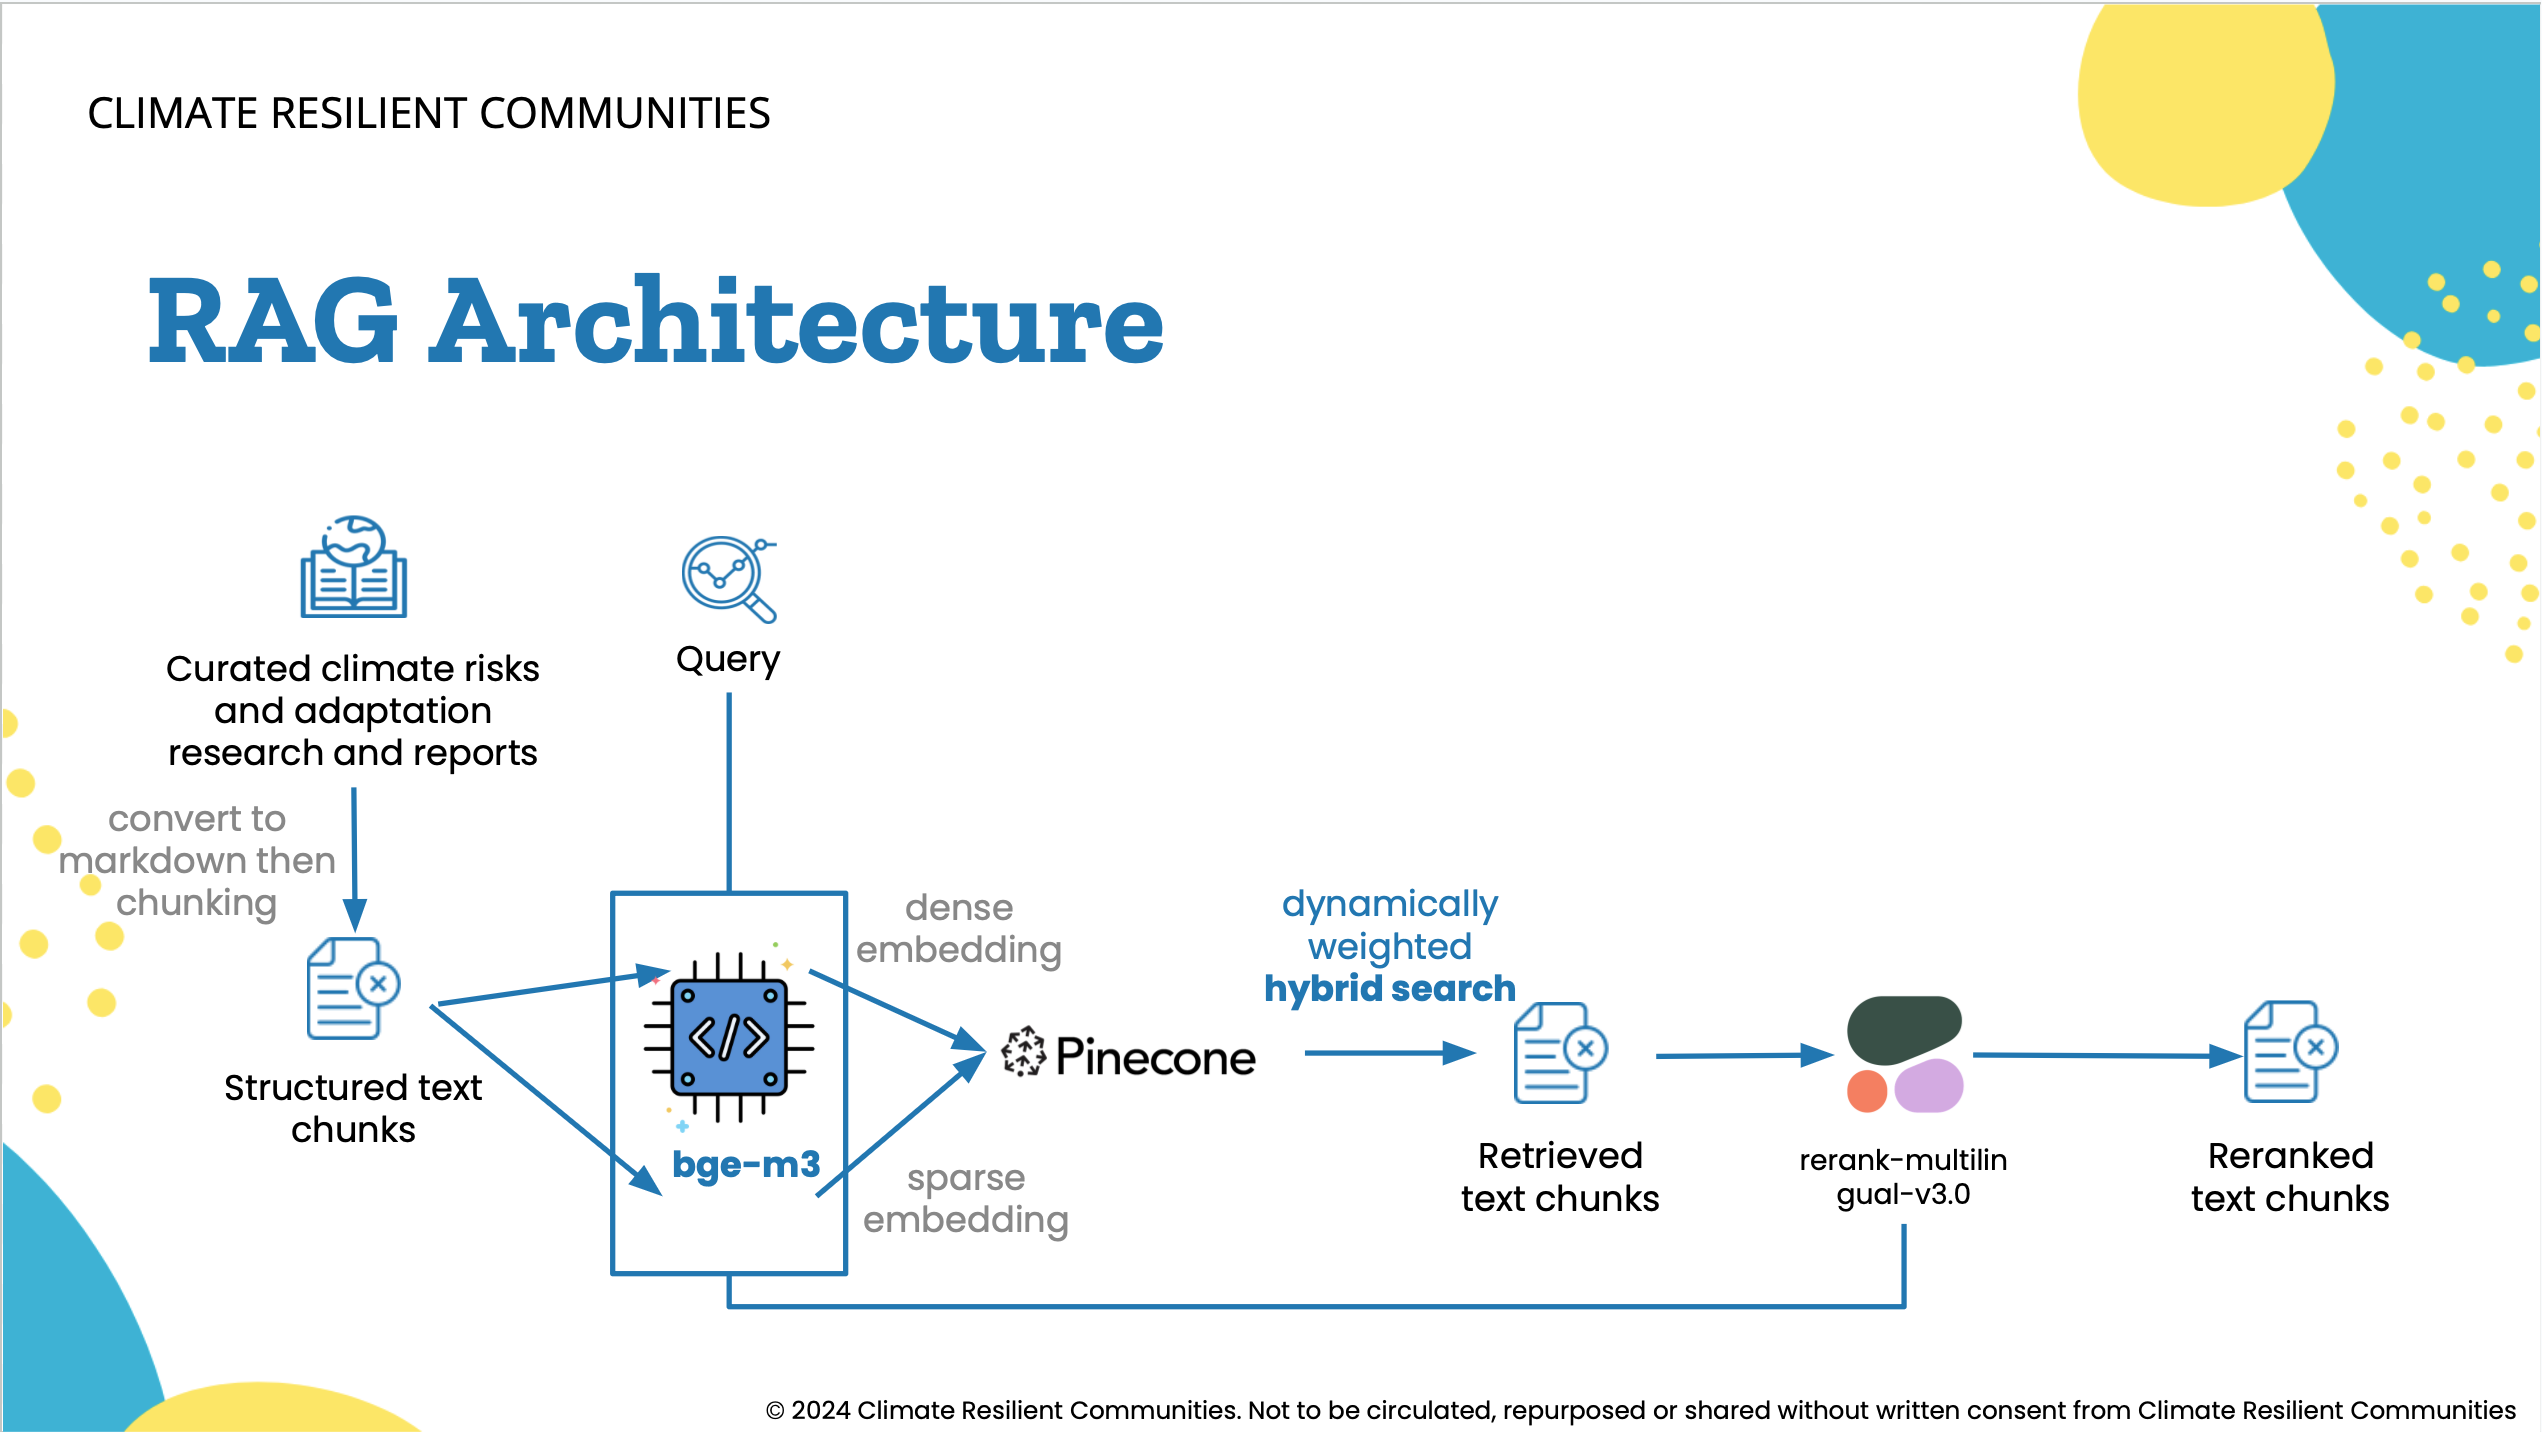 CLIMATE RESILIENT COMMUNITIES
RAG Architecture
Curated climate risks
and adaptation
research and reports
Query
convert to
markdown then
chunking
Structured text
chunks
bge-m3
dense
embedding
sparse
embedding
Pinecone
dynamically
weighted
hybrid search
Retrieved
text chunks
rerank-multilin
gual-v3.0
Reranked
text chunks
© 2024 Climate Resilient Communities. Not to be circulated, repurposed or shared without written consent from Climate Resilient Communities